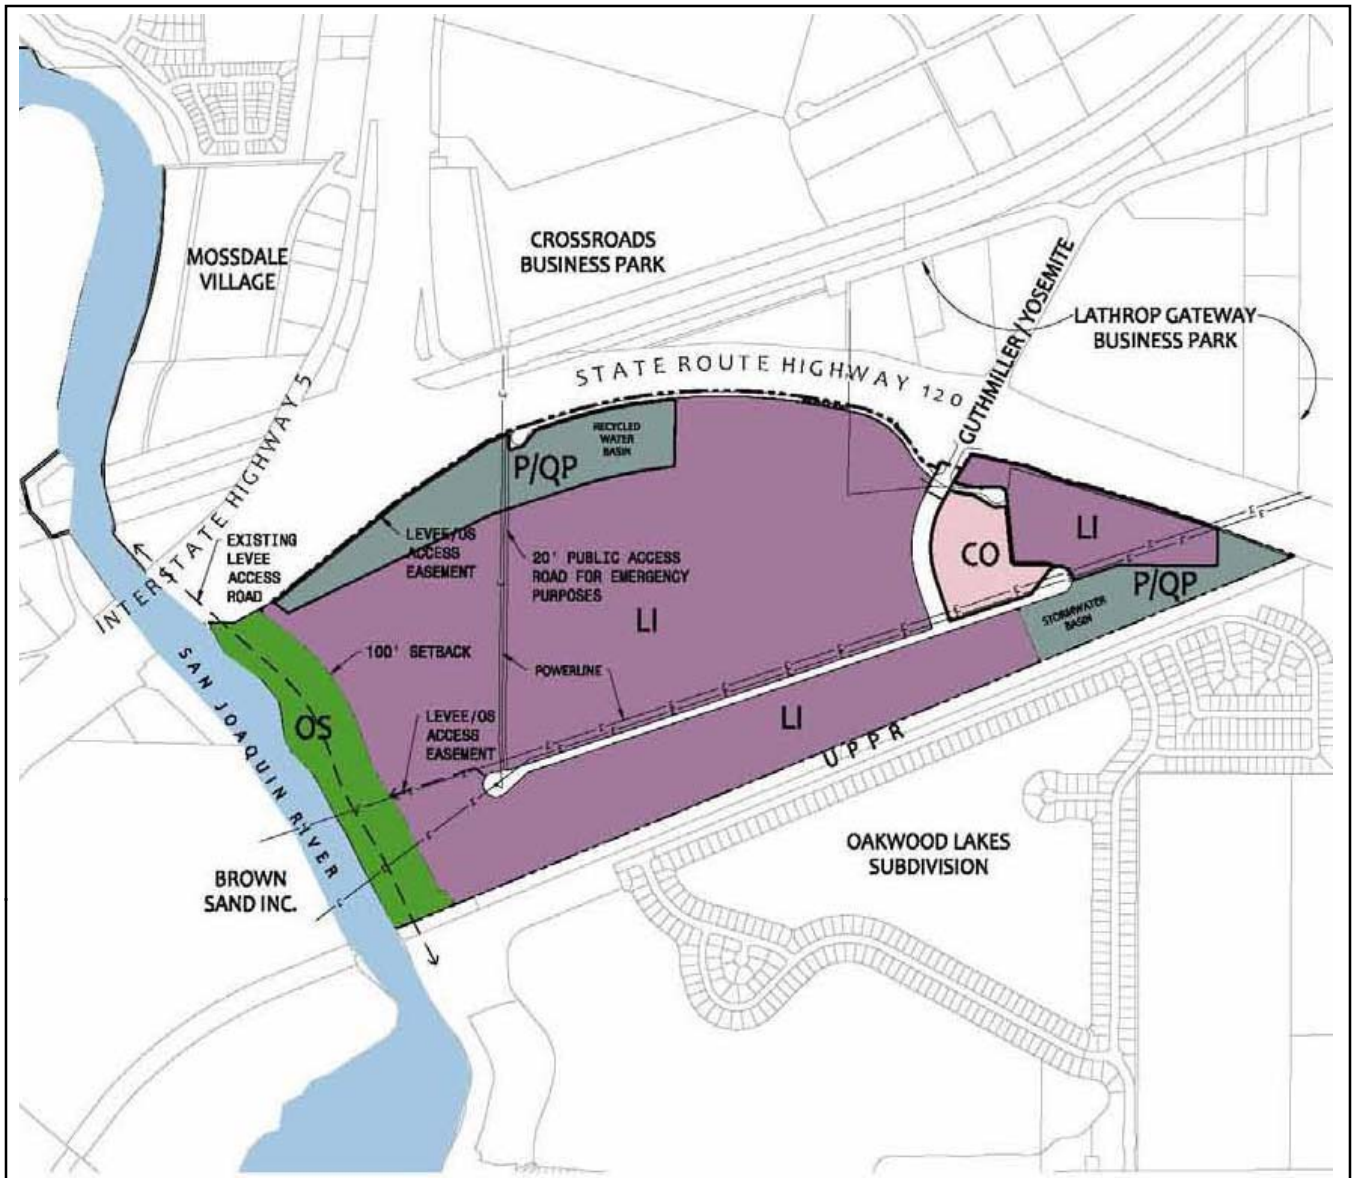 MOSSDALE
VILLAGE
CROSSROADS
BUSINESS PARK
LATHROP GATEWAY
BUSINESS PARK
GUTHMILLER/YOSEMITE
STATE ROUTE HIGHWAY 120
INTERSTATE HIGHWAY 5
RECYCLED
WATER
BASIN
P/QP
LEVEE/OS
ACCESS
EASEMENT
EXISTING
LEVEE
ACCESS
ROAD
20' PUBLIC ACCESS
ROAD FOR EMERGENCY
PURPOSES
LI
CO
LI
P/QP
STORMWATER
BASIN
100' SETBACK
POWERLINE
SAN JOAQUIN RIVER
OS
LEVEE/OS
ACCESS
EASEMENT
LI
UPPR
OAKWOOD LAKES
SUBDIVISION
BROWN
SAND INC.